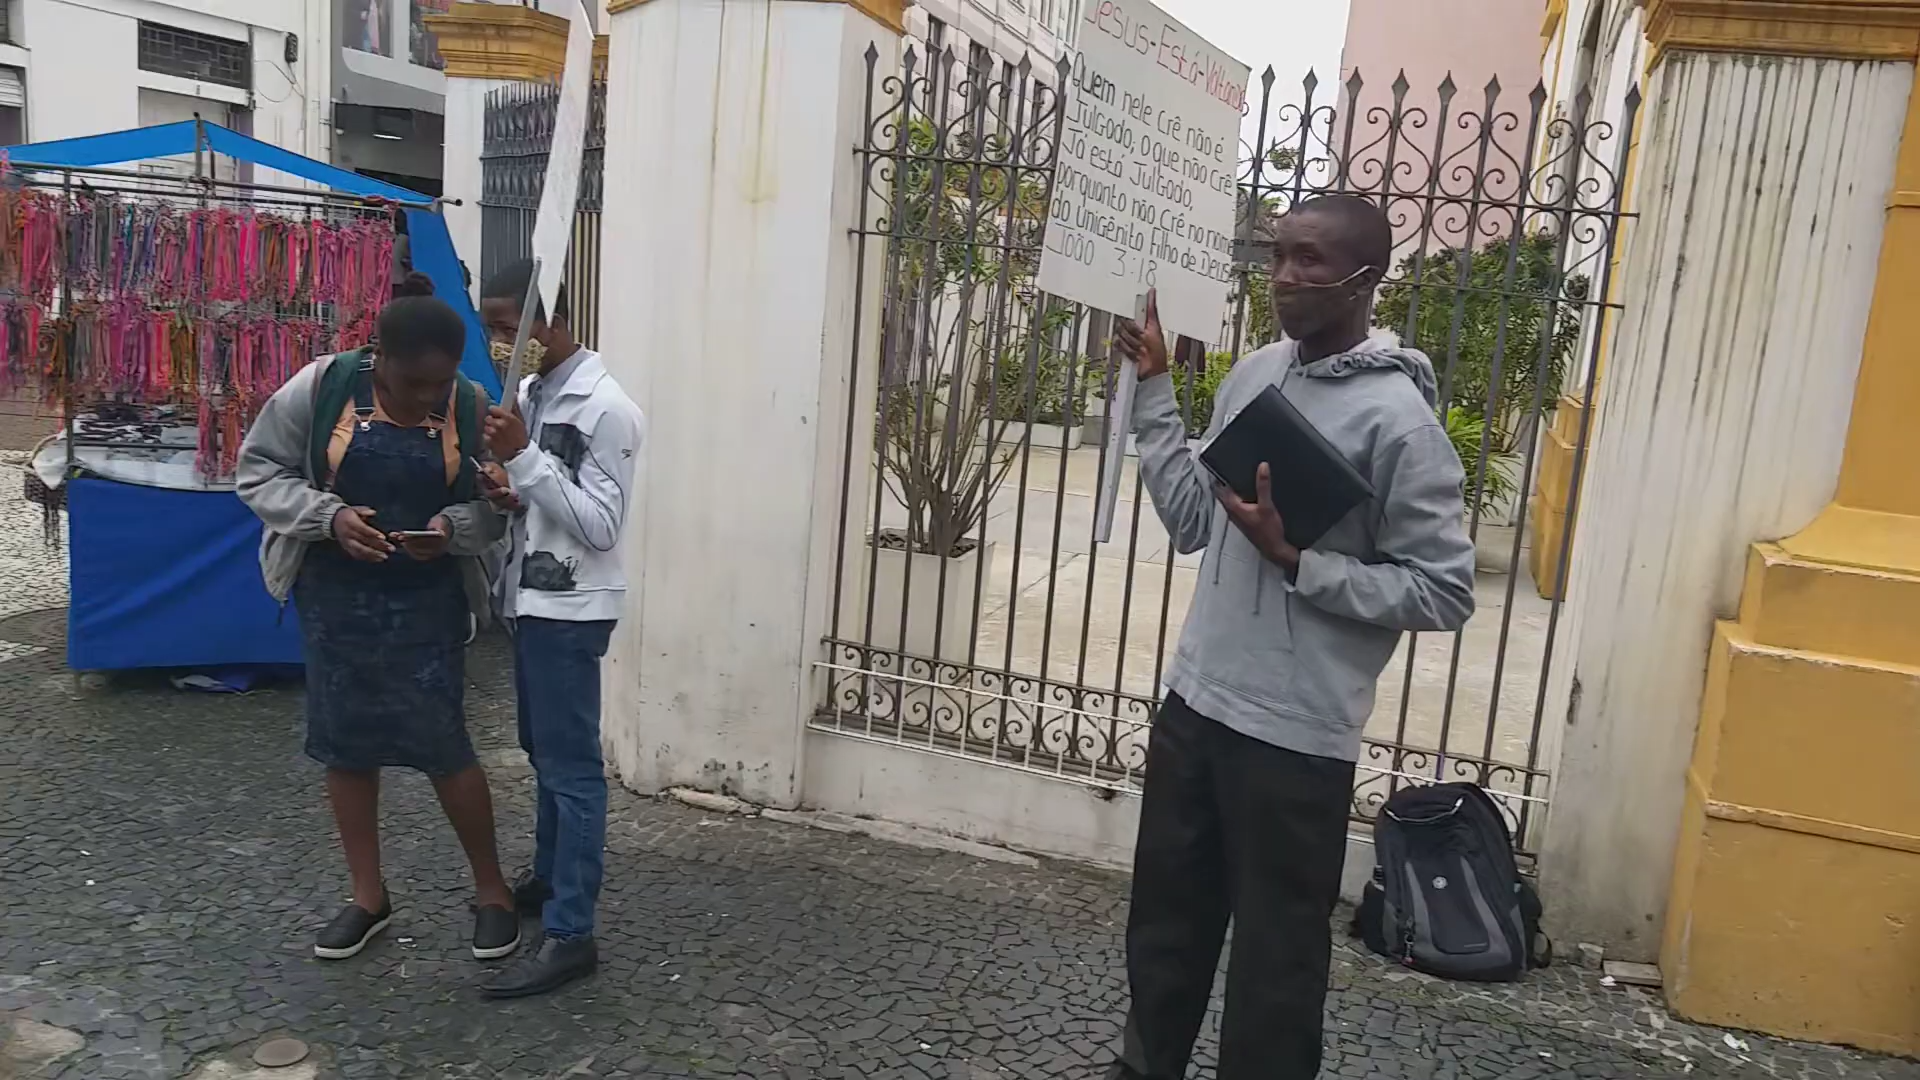 Jesus-Está-Voltando
Quem nele Crê não é
Julgado, o que não Crê
Já está Julgado,
porquanto não Crê no nome
do Unigênito Filho de Deus
João 3:18